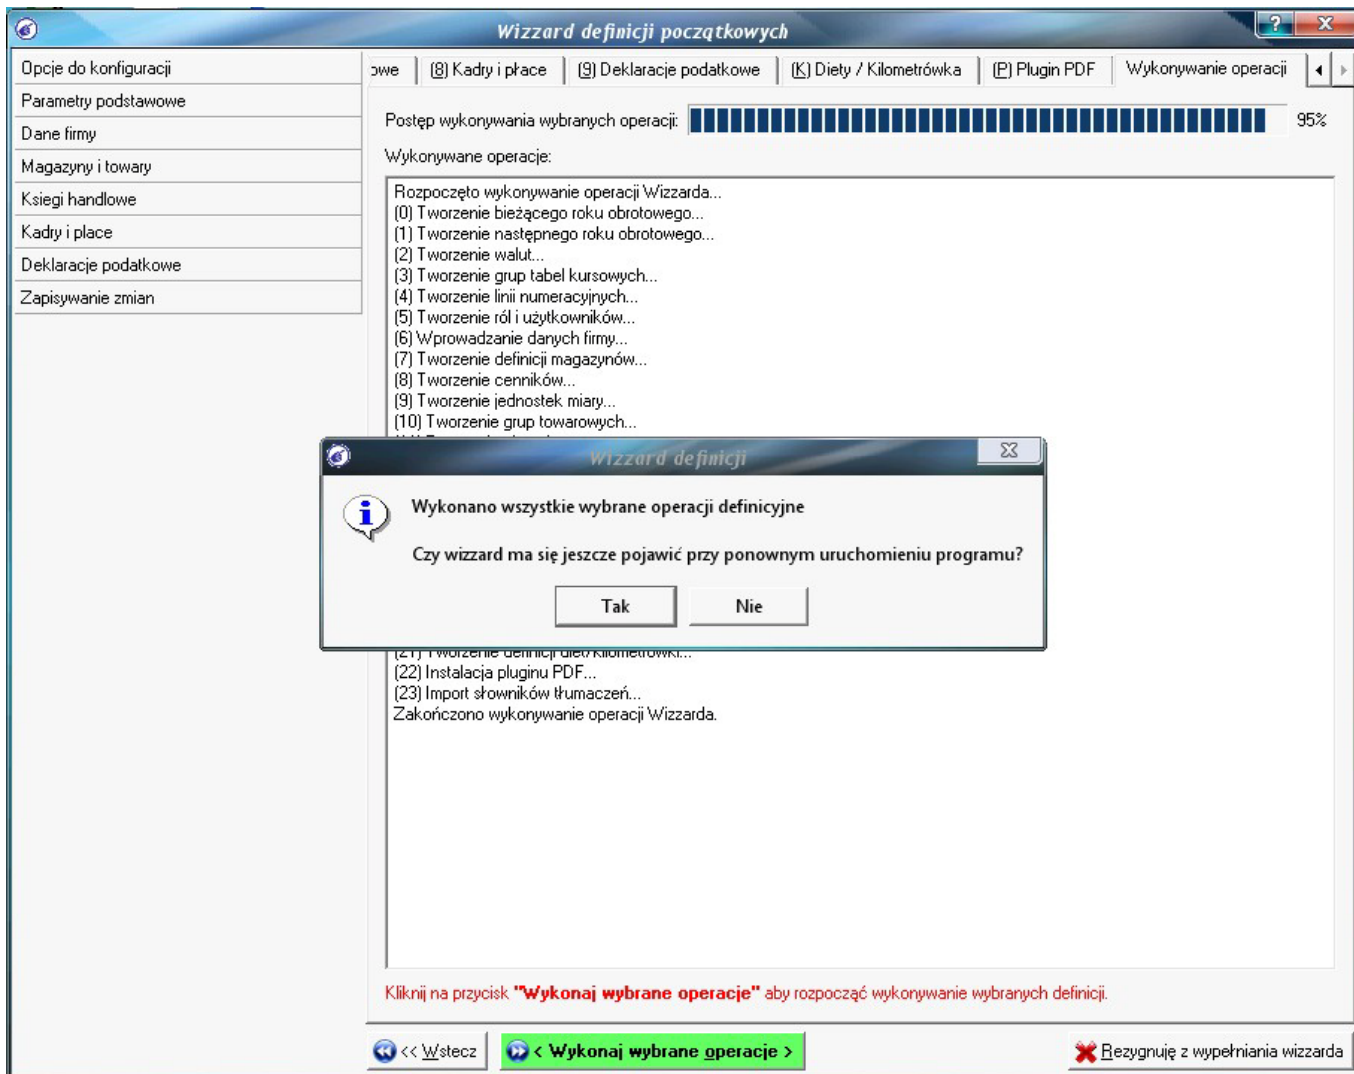 Wizzard definicji początkowych
?
X
Opcje do konfiguracji
Parametry podstawowe
Dane firmy
Magazyny i towary
Ksiegi handlowe
Kadry i place
Deklaracje podatkowe
Zapisywanie zmian
owe
(8) Kadry i płace
(9) Deklaracje podatkowe
(K) Diety / Kilometrówka
(P) Plugin PDF
Wykonywanie operacji
Postęp wykonywania wybranych operacji:
95%
Wykonywane operacje:
Rozpoczęto wykonywanie operacji Wizzarda...
(0) Tworzenie bieżącego roku obrotowego...
(1) Tworzenie następnego roku obrotowego...
(2) Tworzenie walut...
(3) Tworzenie grup tabel kursowych...
(4) Tworzenie linii numeracyjnych...
(5) Tworzenie ról i użytkowników...
(6) Wprowadzanie danych firmy...
(7) Tworzenie definicji magazynów...
(8) Tworzenie cenników...
(9) Tworzenie jednostek miary...
(10) Tworzenie grup towarowych...
Wizzard definicji
Wykonano wszystkie wybrane operacji definicyjne
Czy wizzard ma się jeszcze pojawić przy ponownym uruchomieniu programu?
Tak
Nie
(21) Tworzenie definicji diet/kilometrówki...
(22) Instalacja pluginu PDF...
(23) Import słowników tłumaczeń...
Zakończono wykonywanie operacji Wizzarda.
Kliknij na przycisk "Wykonaj wybrane operacje" aby rozpocząć wykonywanie wybranych definicji.
<< Wstecz
< Wykonaj wybrane operacje >
Rezygnuję z wypełniania wizzarda